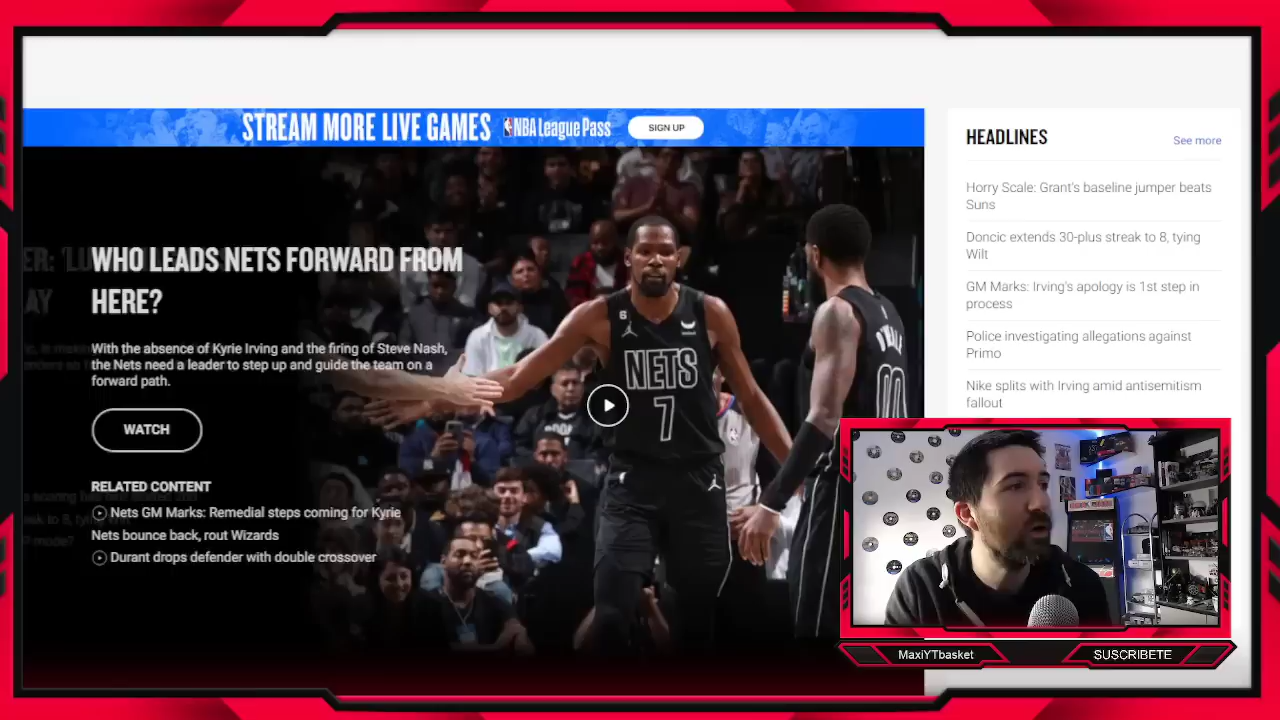 STREAM MORE LIVE GAMES NBA League Pass SIGN UP
WHO LEADS NETS FORWARD FROM
HERE?
With the absence of Kyrie Irving and the firing of Steve Nash,
the Nets need a leader to step up and guide the team on a
forward path.
WATCH
RELATED CONTENT
Nets GM Marks: Remedial steps coming for Kyrie
Nets bounce back, rout Wizards
Durant drops defender with double crossover
6
NETS
7
HEADLINES
See more
Horry Scale: Grant's baseline jumper beats
Suns
Doncic extends 30-plus streak to 8, tying
Wilt
GM Marks: Irving's apology is 1st step in
process
Police investigating allegations against
Primo
Nike splits with Irving amid antisemitism
fallout
MaxiYTbasket
SUSCRIBETE